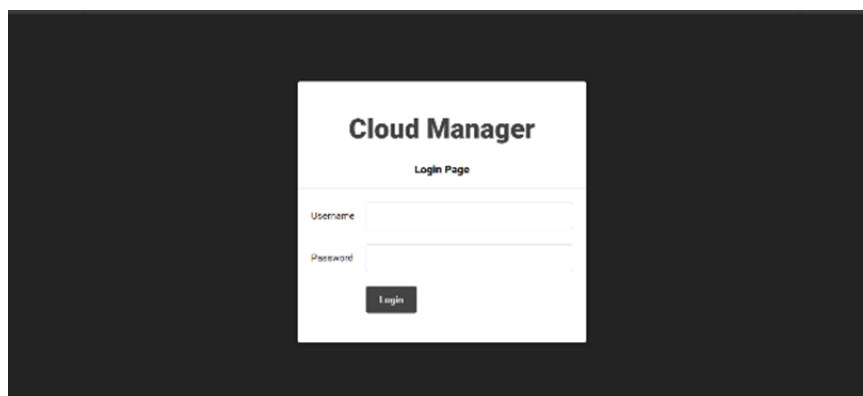 Cloud Manager
Login Page
Username
Password
Login